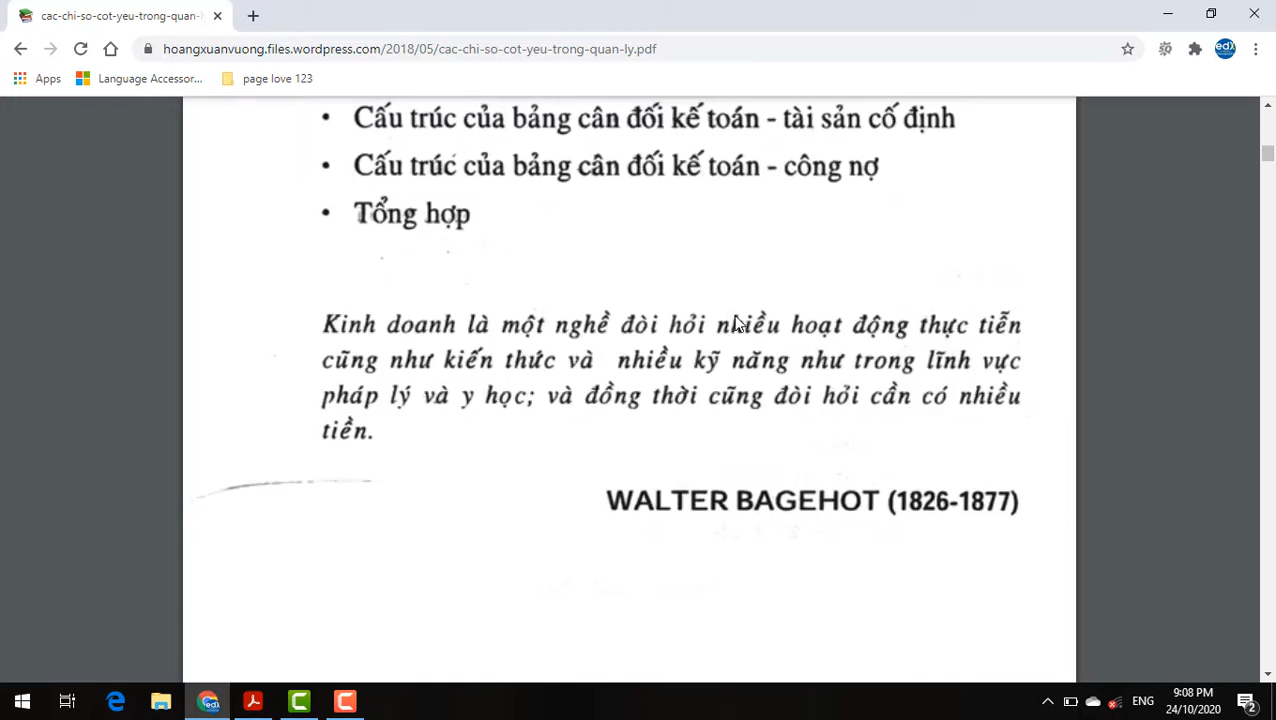 cac-chi-so-cot-yeu-trong-quan-l
hoangxuanvuong.files.wordpress.com/2018/05/cac-chi-so-cot-yeu-trong-quan-ly.pdf
edX
Apps Language Accessor... page love 123
• Cấu trúc của bảng cân đối kế toán - tài sản cố định
• Cấu trúc của bảng cân đối kế toán - công nợ
• Tổng hợp
Kinh doanh là một nghề đòi hỏi nhiều hoạt động thực tiễn
cũng như kiến thức và nhiều kỹ năng như trong lĩnh vực
pháp lý và y học; và đồng thời cũng đòi hỏi cần có nhiều
tiền.
WALTER BAGEHOT (1826-1877)
edX
ENG
9:08 PM
24/10/2020
2